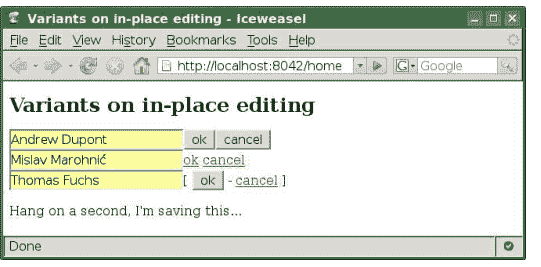 Variants on in-place editing - Iceweasel
File Edit View History Bookmarks Tools Help
http://localhost:8042/home G Google
Variants on in-place editing
Andrew Dupont ok cancel
Mislav Marohnić ok cancel
Thomas Fuchs [ ok - cancel ]
Hang on a second, I'm saving this...
Done